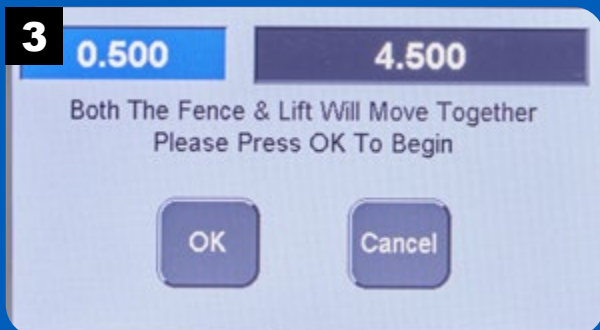 3
0.500 4.500
Both The Fence & Lift Will Move Together
Please Press OK To Begin
OK Cancel